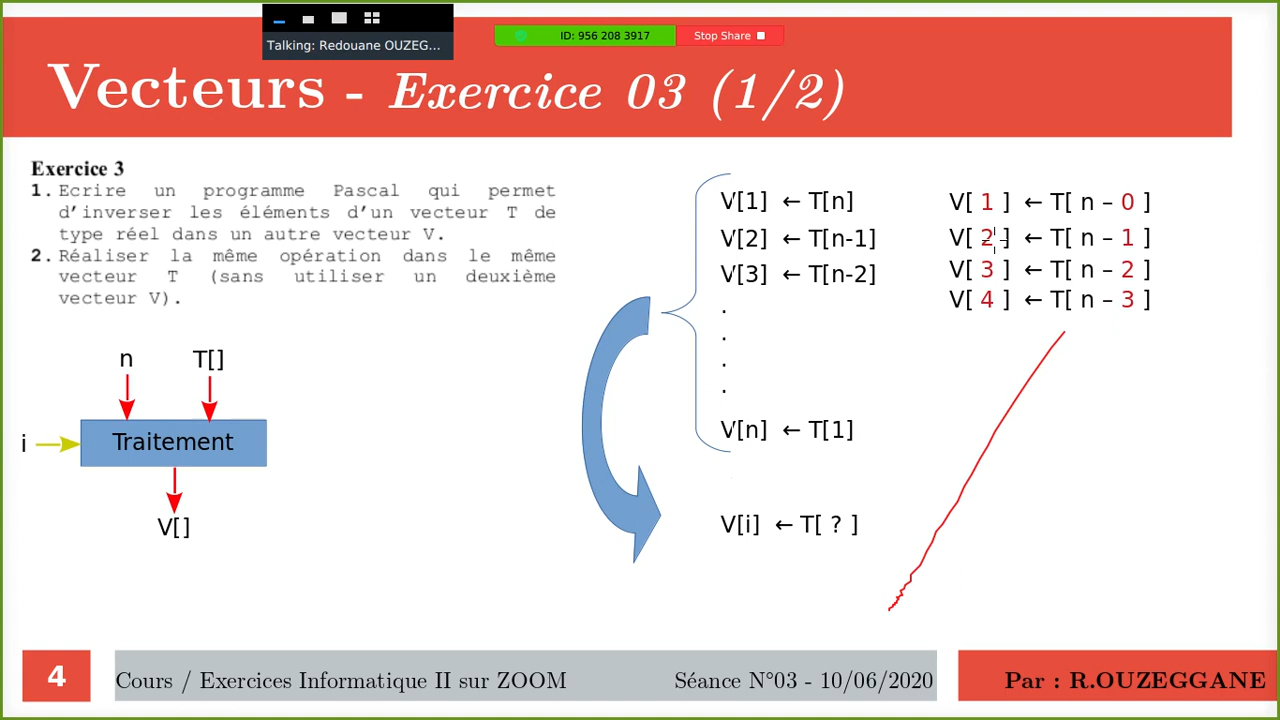 Talking: Redouane OUZEG...
ID: 956 208 3917
Stop Share
Vecteurs - Exercice 03 (1/2)
Exercice 3
1. Ecrire un programme Pascal qui permet
d'inverser les éléments d'un vecteur T de
type réel dans un autre vecteur V.
2. Réaliser la même opération dans le même
vecteur T (sans utiliser un deuxième
vecteur V).
n
T[]
i
Traitement
V[]
V[1] ← T[n]
V[2] ← T[n-1]
V[3] ← T[n-2]
.
.
.
.
V[n] ← T[1]
V[i] ← T[ ? ]
V[ 1 ] ← T[ n – 0 ]
V[ 2 ] ← T[ n – 1 ]
V[ 3 ] ← T[ n – 2 ]
V[ 4 ] ← T[ n – 3 ]
4
Cours / Exercices Informatique II sur ZOOM
Séance N°03 - 10/06/2020
Par : R.OUZEGGANE